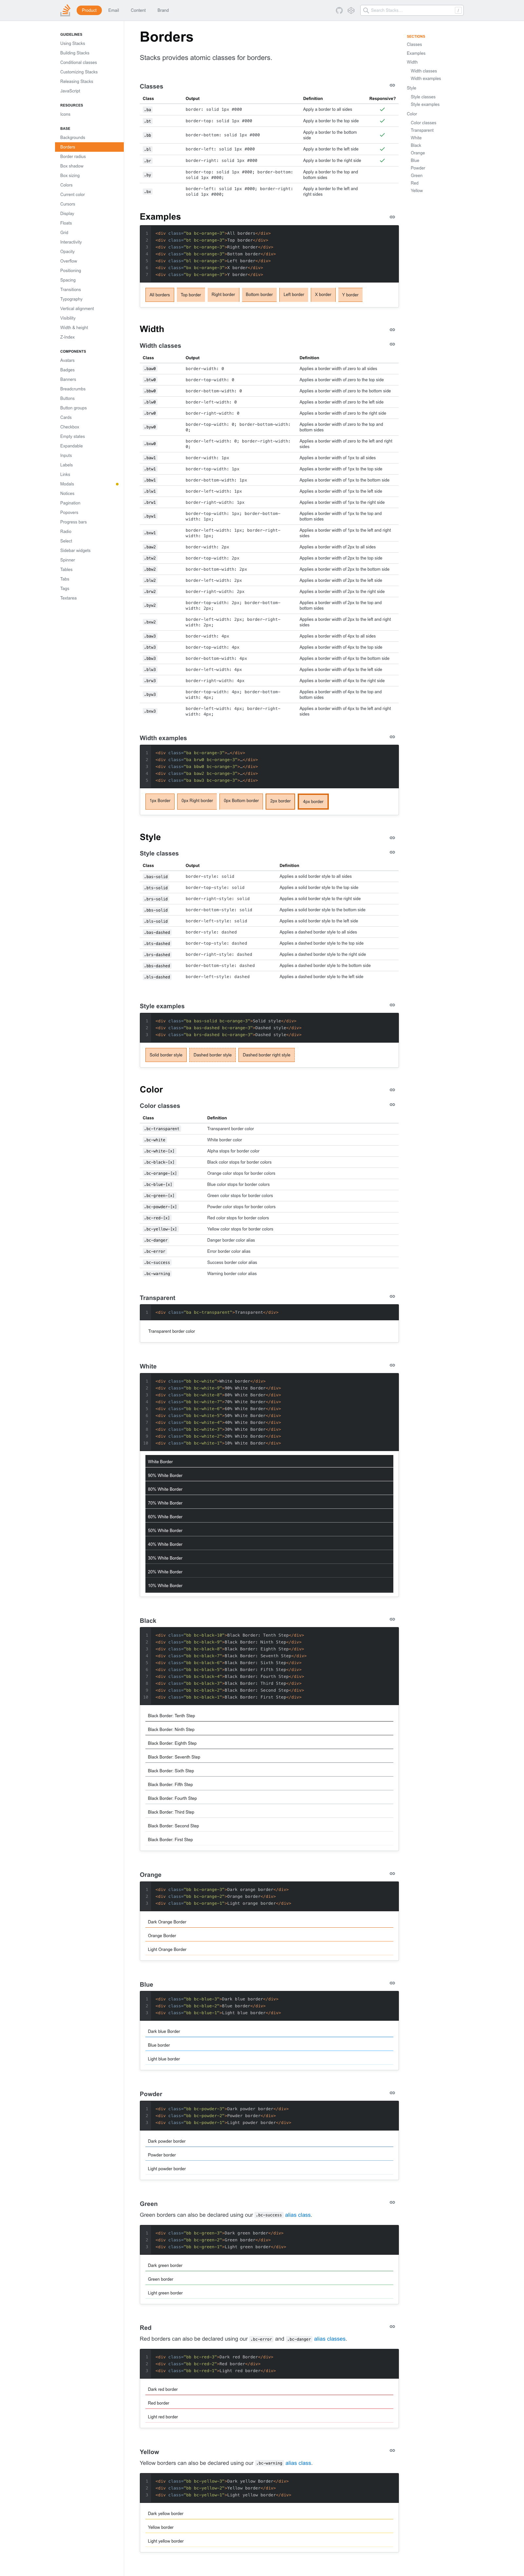 Product Email Content Brand Search Stacks… /
GUIDELINES
Using Stacks
Building Stacks
Conditional classes
Customizing Stacks
Releasing Stacks
JavaScript
RESOURCES
Icons
BASE
Backgrounds
Borders
Border radius
Box shadow
Box sizing
Colors
Current color
Cursors
Display
Floats
Grid
Interactivity
Opacity
Overflow
Positioning
Spacing
Transitions
Typography
Vertical alignment
Visibility
Width & height
Z-Index
COMPONENTS
Avatars
Badges
Banners
Breadcrumbs
Buttons
Button groups
Cards
Checkbox
Empty states
Expandable
Inputs
Labels
Links
Modals
Notices
Pagination
Popovers
Progress bars
Radio
Select
Sidebar widgets
Spinner
Tables
Tabs
Tags
Textarea
Borders
Stacks provides atomic classes for borders.
Classes
Class Output Definition Responsive?
.ba border: solid 1px #000 Apply a border to all sides
.bt border-top: solid 1px #000 Apply a border to the top side
.bb border-bottom: solid 1px #000 Apply a border to the bottom side
.bl border-left: solid 1px #000 Apply a border to the left side
.br border-right: solid 1px #000 Apply a border to the right side
.by border-top: solid 1px #000; border-bottom: solid 1px #000; Apply a border to the top and bottom sides
.bx border-left: solid 1px #000; border-right: solid 1px #000; Apply a border to the left and right sides
Examples
<div class="ba bc-orange-3">All borders</div>
<div class="bt bc-orange-3">Top border</div>
<div class="br bc-orange-3">Right border</div>
<div class="bb bc-orange-3">Bottom border</div>
<div class="bl bc-orange-3">Left border</div>
<div class="bx bc-orange-3">X border</div>
<div class="by bc-orange-3">Y border</div>
All borders Top border Right border Bottom border Left border X border Y border
Width
Width classes
Class Output Definition
.baw0 border-width: 0 Apples a border width of zero to all sides
.btw0 border-top-width: 0 Apples a border width of zero to the top side
.bbw0 border-bottom-width: 0 Apples a border width of zero to the bottom side
.blw0 border-left-width: 0 Apples a border width of zero to the left side
.brw0 border-right-width: 0 Apples a border width of zero to the right side
.byw0 border-top-width: 0; border-bottom-width: 0; Apples a border width of zero to the top and bottom sides
.bxw0 border-left-width: 0; border-right-width: 0; Apples a border width of zero to the left and right sides
.baw1 border-width: 1px Apples a border width of 1px to all sides
.btw1 border-top-width: 1px Apples a border width of 1px to the top side
.bbw1 border-bottom-width: 1px Apples a border width of 1px to the bottom side
.blw1 border-left-width: 1px Apples a border width of 1px to the left side
.brw1 border-right-width: 1px Apples a border width of 1px to the right side
.byw1 border-top-width: 1px; border-bottom-width: 1px; Apples a border width of 1px to the top and bottom sides
.bxw1 border-left-width: 1px; border-right-width: 1px; Apples a border width of 1px to the left and right sides
.baw2 border-width: 2px Apples a border width of 2px to all sides
.btw2 border-top-width: 2px Apples a border width of 2px to the top side
.bbw2 border-bottom-width: 2px Apples a border width of 2px to the bottom side
.blw2 border-left-width: 2px Apples a border width of 2px to the left side
.brw2 border-right-width: 2px Apples a border width of 2px to the right side
.byw2 border-top-width: 2px; border-bottom-width: 2px; Apples a border width of 2px to the top and bottom sides
.bxw2 border-left-width: 2px; border-right-width: 2px; Apples a border width of 2px to the left and right sides
.baw3 border-width: 4px Apples a border width of 4px to all sides
.btw3 border-top-width: 4px Apples a border width of 4px to the top side
.bbw3 border-bottom-width: 4px Apples a border width of 4px to the bottom side
.blw3 border-left-width: 4px Apples a border width of 4px to the left side
.brw3 border-right-width: 4px Apples a border width of 4px to the right side
.byw3 border-top-width: 4px; border-bottom-width: 4px; Apples a border width of 4px to the top and bottom sides
.bxw3 border-left-width: 4px; border-right-width: 4px; Apples a border width of 4px to the left and right sides
Width examples
<div class="ba bc-orange-3">…</div>
<div class="ba brw0 bc-orange-3">…</div>
<div class="ba bbw0 bc-orange-3">…</div>
<div class="ba baw2 bc-orange-3">…</div>
<div class="ba baw3 bc-orange-3">…</div>
1px Border 0px Right border 0px Bottom border 2px border 4px border
Style
Style classes
Class Output Definition
.bas-solid border-style: solid Applies a solid border style to all sides
.bts-solid border-top-style: solid Applies a solid border style to the top side
.brs-solid border-right-style: solid Applies a solid border style to the right side
.bbs-solid border-bottom-style: solid Applies a solid border style to the bottom side
.bls-solid border-left-style: solid Applies a solid border style to the left side
.bas-dashed border-style: dashed Applies a dashed border style to all sides
.bts-dashed border-top-style: dashed Applies a dashed border style to the top side
.brs-dashed border-right-style: dashed Applies a dashed border style to the right side
.bbs-dashed border-bottom-style: dashed Applies a dashed border style to the bottom side
.bls-dashed border-left-style: dashed Applies a dashed border style to the left side
Style examples
<div class="ba bas-solid bc-orange-3">Solid style</div>
<div class="ba bas-dashed bc-orange-3">Dashed style</div>
<div class="ba brs-dashed bc-orange-3">Dashed style</div>
Solid border style Dashed border style Dashed border right style
Color
Color classes
Class Definition
.bc-transparent Transparent border color
.bc-white White border color
.bc-white-[x] Alpha stops for border color
.bc-black-[x] Black color stops for border colors
.bc-orange-[x] Orange color stops for border colors
.bc-blue-[x] Blue color stops for border colors
.bc-green-[x] Green color stops for borders
.bc-powder-[x] Powder color stops for border colors
.bc-red-[x] Red color stops for border colors
.bc-yellow-[x] Yellow color stops for border colors
.bc-danger Danger border color alias
.bc-error Error border color alias
.bc-success Success border color alias
.bc-warning Warning border color alias
Transparent
<div class="ba bc-transparent">Transparent</div>
Transparent border color
White
<div class="bb bc-white">White border</div>
<div class="bb bc-white-9">90% White Border</div>
<div class="bb bc-white-8">80% White Border</div>
<div class="bb bc-white-7">70% White Border</div>
<div class="bb bc-white-6">60% White Border</div>
<div class="bb bc-white-5">50% White Border</div>
<div class="bb bc-white-4">40% White Border</div>
<div class="bb bc-white-3">30% White Border</div>
<div class="bb bc-white-2">20% White Border</div>
<div class="bb bc-white-1">10% White Border</div>
White Border
90% White Border
80% White Border
70% White Border
60% White Border
50% White Border
40% White Border
30% White Border
20% White Border
10% White Border
Black
<div class="bb bc-black-10">Black Border: Tenth Step</div>
<div class="bb bc-black-9">Black Border: Ninth Step</div>
<div class="bb bc-black-8">Black Border: Eighth Step</div>
<div class="bb bc-black-7">Black Border: Seventh Step</div>
<div class="bb bc-black-6">Black Border: Sixth Step</div>
<div class="bb bc-black-5">Black Border: Fifth Step</div>
<div class="bb bc-black-4">Black Border: Fourth Step</div>
<div class="bb bc-black-3">Black Border: Third Step</div>
<div class="bb bc-black-2">Black Border: Second Step</div>
<div class="bb bc-black-1">Black Border: First Step</div>
Black Border: Tenth Step
Black Border: Ninth Step
Black Border: Eighth Step
Black Border: Seventh Step
Black Border: Sixth Step
Black Border: Fifth Step
Black Border: Fourth Step
Black Border: Third Step
Black Border: Second Step
Black Border: First Step
Orange
<div class="bb bc-orange-3">Dark orange border</div>
<div class="bb bc-orange-2">Orange border</div>
<div class="bb bc-orange-1">Light orange border</div>
Dark Orange Border
Orange Border
Light Orange Border
Blue
<div class="bb bc-blue-3">Dark blue border</div>
<div class="bb bc-blue-2">Blue border</div>
<div class="bb bc-blue-1">Light blue border</div>
Dark blue Border
Blue border
Light blue border
Powder
<div class="bb bc-powder-3">Dark powder border</div>
<div class="bb bc-powder-2">Powder border</div>
<div class="bb bc-powder-1">Light powder border</div>
Dark powder border
Powder border
Light powder border
Green
Green borders can also be declared using our .bc-success alias class.
<div class="bb bc-green-3">Dark green border</div>
<div class="bb bc-green-2">Green border</div>
<div class="bb bc-green-1">Light green border</div>
Dark green border
Green border
Light green border
Red
Red borders can also be declared using our .bc-error and .bc-danger alias classes.
<div class="bb bc-red-3">Dark red Border</div>
<div class="bb bc-red-2">Red border</div>
<div class="bb bc-red-1">Light red border</div>
Dark red border
Red border
Light red border
Yellow
Yellow borders can also be declared using our .bc-warning alias class.
<div class="bb bc-yellow-3">Dark yellow Border</div>
<div class="bb bc-yellow-2">Yellow border</div>
<div class="bb bc-yellow-2">Light yellow border</div>
Dark yellow border
Yellow border
Light yellow border
SECTIONS
Classes
Examples
Width
Width classes
Width examples
Style
Style classes
Style examples
Color
Color classes
Transparent
White
Black
Orange
Blue
Powder
Green
Red
Yellow